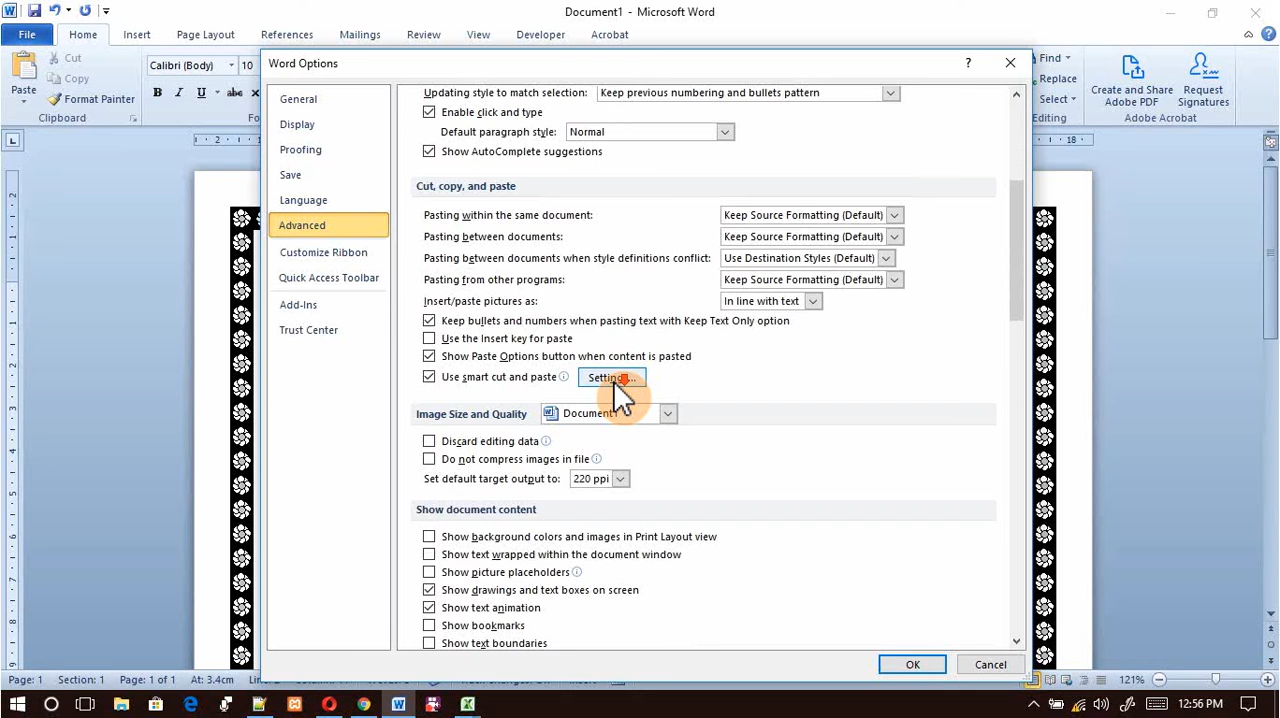 Document1 - Microsoft Word
File Home Insert Page Layout References Mailings Review View Developer Acrobat
Cut
Copy
Format Painter
Paste
Clipboard
Calibri (Body) 10
B I U abc
Find
Replace
Select
Editing
Create and Share Adobe PDF
Request Signatures
Adobe Acrobat
Word Options
General
Display
Proofing
Save
Language
Advanced
Customize Ribbon
Quick Access Toolbar
Add-Ins
Trust Center
Updating style to match selection: Keep previous numbering and bullets pattern
Enable click and type
Default paragraph style: Normal
Show AutoComplete suggestions
Cut, copy, and paste
Pasting within the same document: Keep Source Formatting (Default)
Pasting between documents: Keep Source Formatting (Default)
Pasting between documents when style definitions conflict: Use Destination Styles (Default)
Pasting from other programs: Keep Source Formatting (Default)
Insert/paste pictures as: In line with text
Keep bullets and numbers when pasting text with Keep Text Only option
Use the Insert key for paste
Show Paste Options button when content is pasted
Use smart cut and paste
Image Size and Quality
Discard editing data
Do not compress images in file
Set default target output to: 220 ppi
Show document content
Show background colors and images in Print Layout view
Show text wrapped within the document window
Show picture placeholders
Show drawings and text boxes on screen
Show text animation
Show bookmarks
Show text boundaries
OK Cancel
Page: 1 Section: 1 Page: 1 of 1 At: 3.4cm 121%
12:56 PM